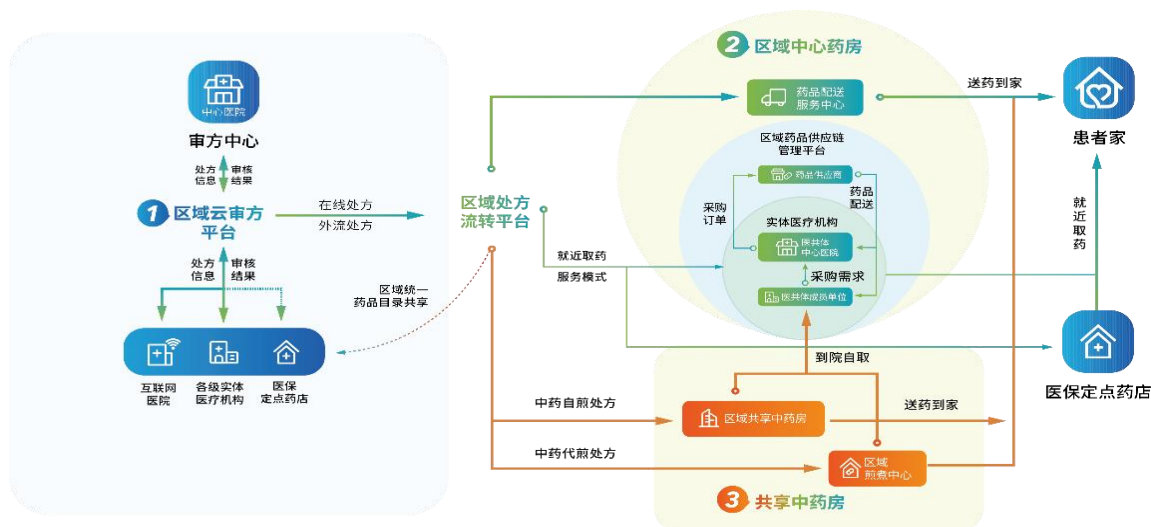 中心医院
审方中心
处方
信息
审核
结果
1 区域云审方
平台
在线处方
外流处方
处方
信息
审核
结果
互联网
医院
各级实体
医疗机构
医保
定点药店
区域统一
药品目录共享
区域处方
流转平台
2 区域中心药房
药品配送
服务中心
送药到家
患者家
区域药品供应链
管理平台
药品供应商
采购
订单
药品
配送
实体医疗机构
医共体
中心医院
采购需求
医共体成员单位
就近取药
服务模式
就近取药
医保定点药店
到院自取
中药自煎处方
区域共享中药房
送药到家
中药代煎处方
区域
煎煮中心
3 共享中药房